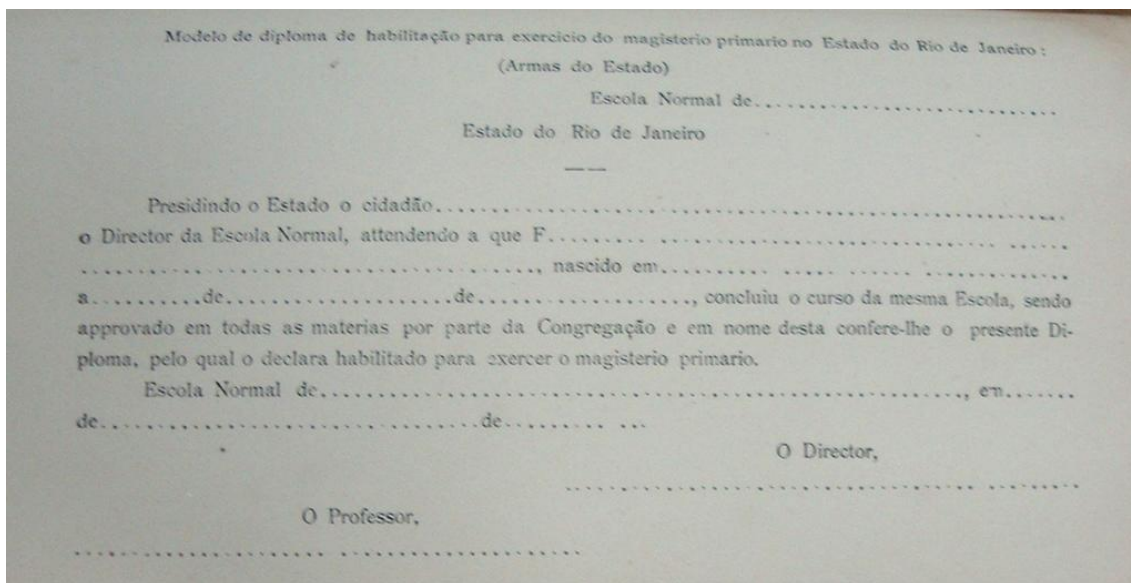 Modelo de diploma de habilitação para exercicio do magisterio primario no Estado do Rio de Janeiro :
(Armas do Estado)
Escola Normal de..............................
Estado do Rio de Janeiro
Presidindo o Estado o cidadão..............................................................
o Director da Escola Normal, attendendo a que F......... ........................................ ......
............................................., nascido em.......... ..... ...... ..............
a..........de......................de....................., concluiu o curso da mesma Escola, sendo
approvado em todas as materias por parte da Congregação e em nome desta confere-lhe o presente Di-
ploma, pelo qual o declara habilitado para exercer o magisterio primario.
Escola Normal de..............................................................., em.......
de.....................................de......... ...
O Director,
..................................................
O Professor,
......................... ........................